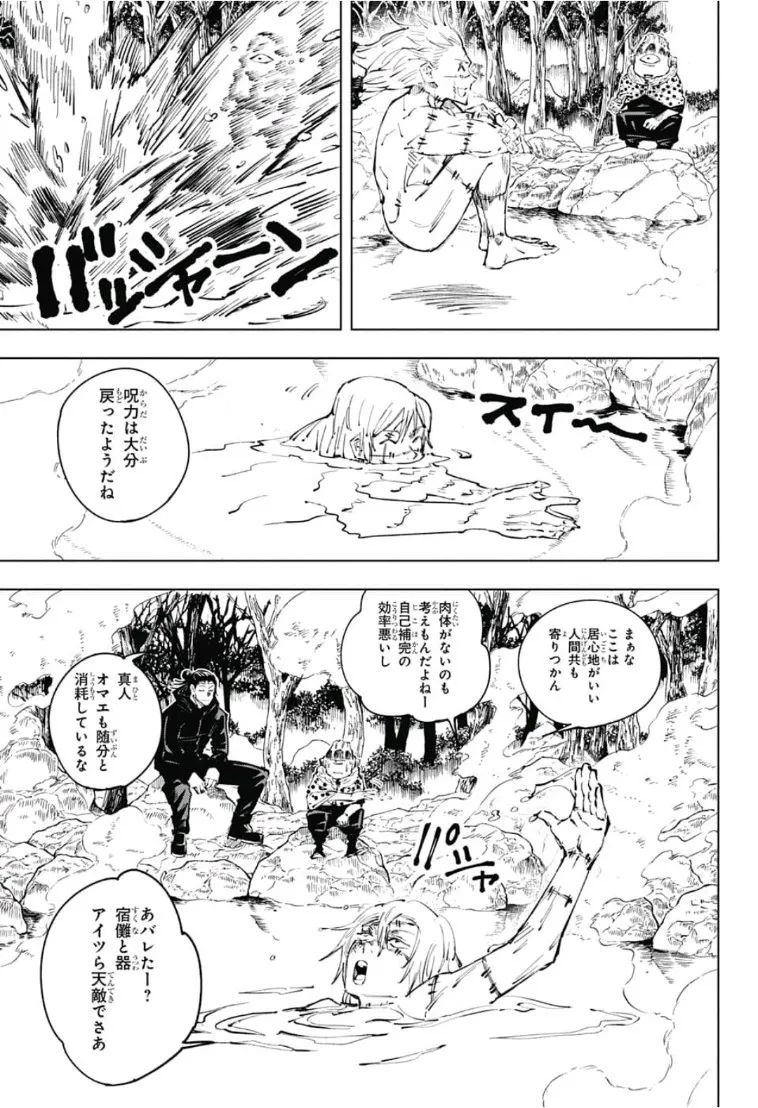 バッシャーン
スイ〜
呪力は大分
戻ったようだね
まぁな
ここは
居心地がいい
人間共も
寄りつかん
肉体がないのも
考えもんだよねー
自己補完の
効率悪いし
真人
オマエも随分と
消耗しているな
パシャ
あバレたー？
宿儺と器
アイツら天敵でさぁ